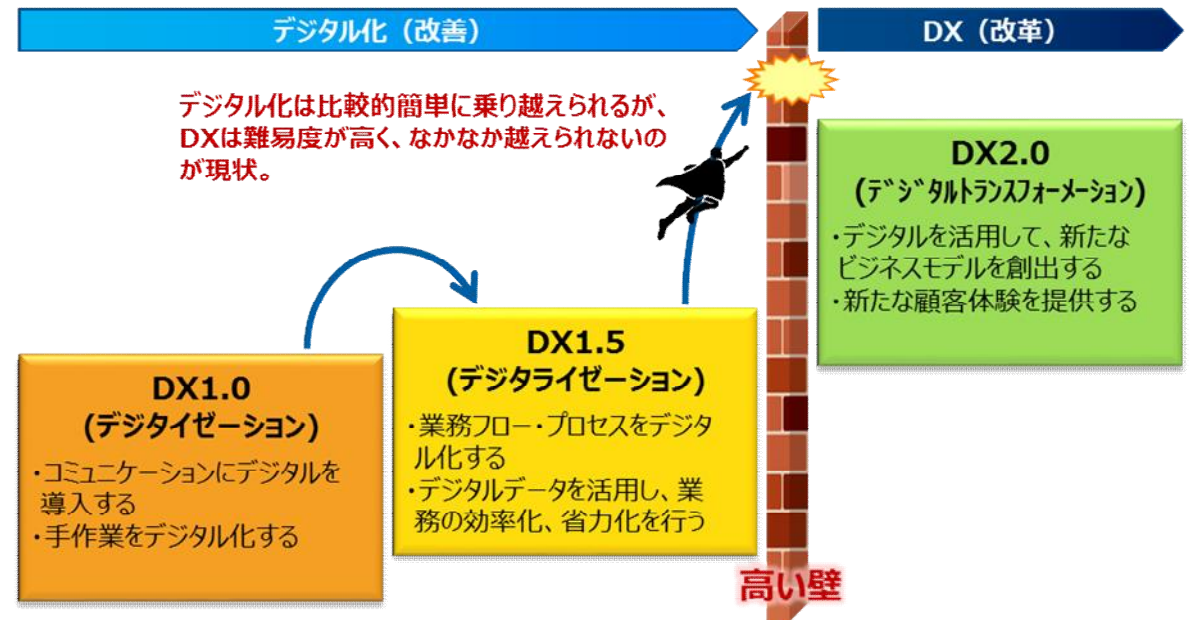 デジタル化（改善）
DX（改革）
デジタル化は比較的簡単に乗り越えられるが、
DXは難易度が高く、なかなか越えられないの
が現状。
DX2.0
(ﾃﾞｼﾞﾀﾙﾄﾗﾝｽﾌｫｰﾒｰｼｮﾝ)
・デジタルを活用して、新たな
ビジネスモデルを創出する
・新たな顧客体験を提供する
DX1.5
(デジタライゼーション)
・業務フロー・プロセスをデジタ
ル化する
・デジタルデータを活用し、業
務の効率化、省力化を行う
DX1.0
(デジタイゼーション)
・コミュニケーションにデジタルを
導入する
・手作業をデジタル化する
高い壁